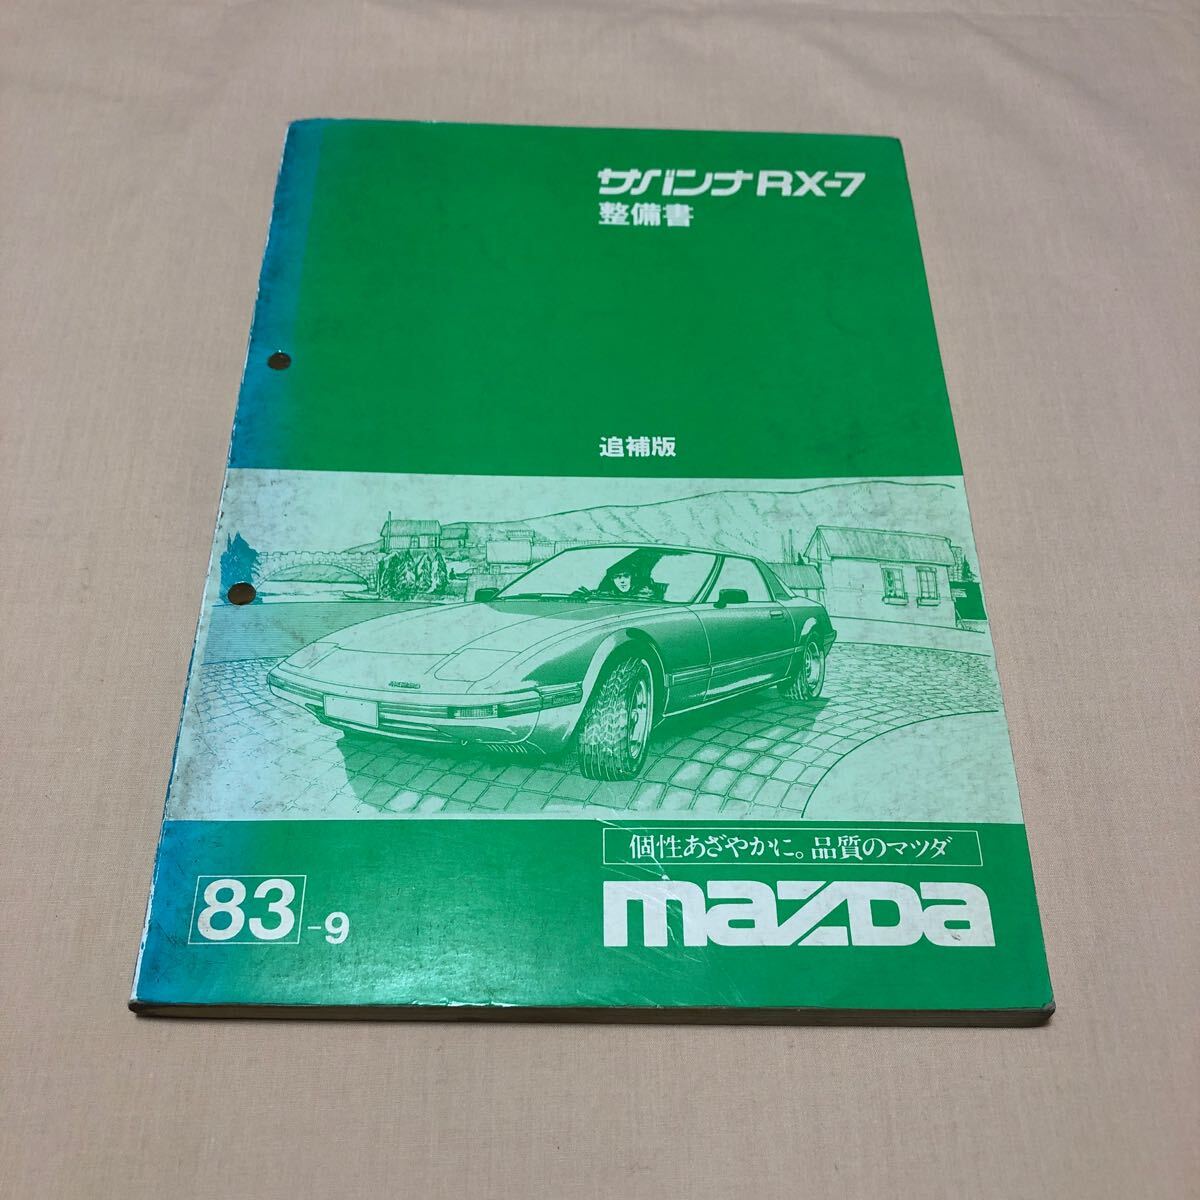 サバンナRX-7
整備書
追補版
個性あざやかに。品質のマツダ
83-9
mazda